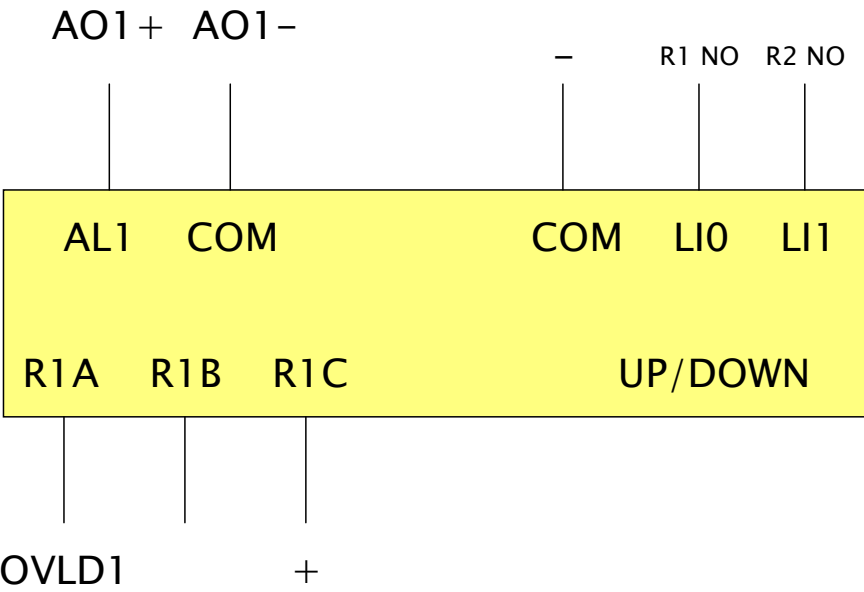 AO1+ AO1-
- R1 NO R2 NO
AL1 COM COM LI0 LI1
R1A R1B R1C UP/DOWN
OVLD1 +